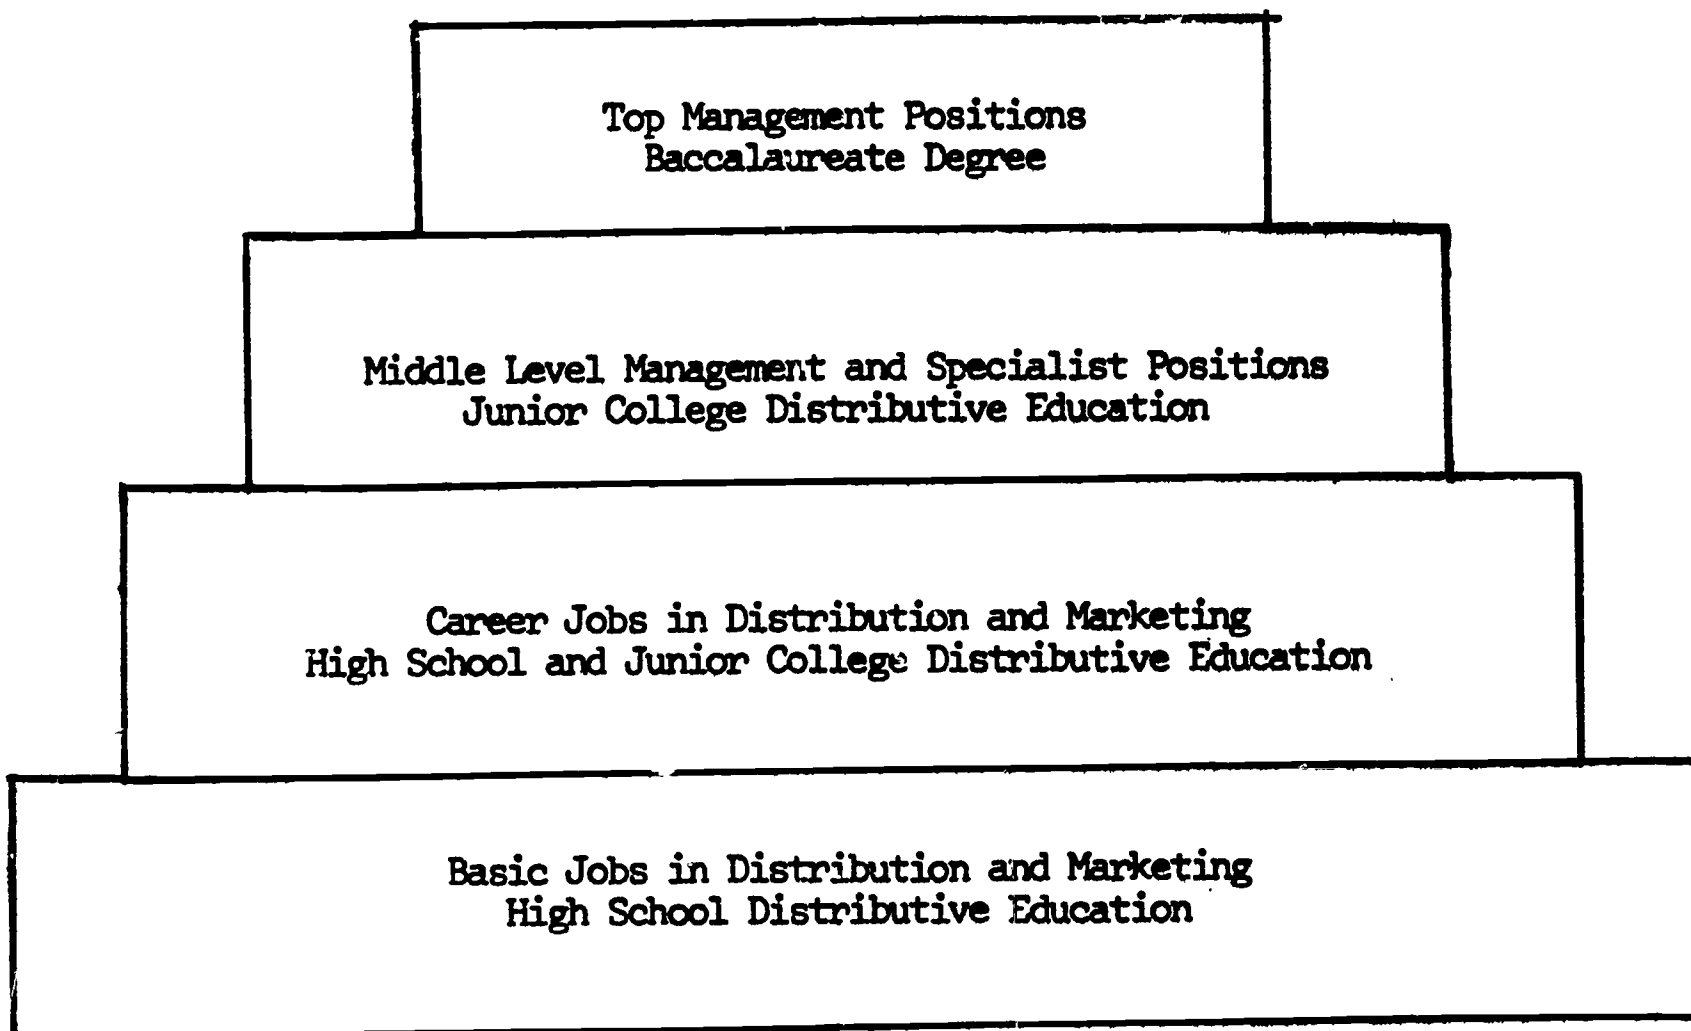 Top Management Positions
Baccalaureate Degree
Middle Level Management and Specialist Positions
Junior College Distributive Education
Career Jobs in Distribution and Marketing
High School and Junior College Distributive Education
Basic Jobs in Distribution and Marketing
High School Distributive Education